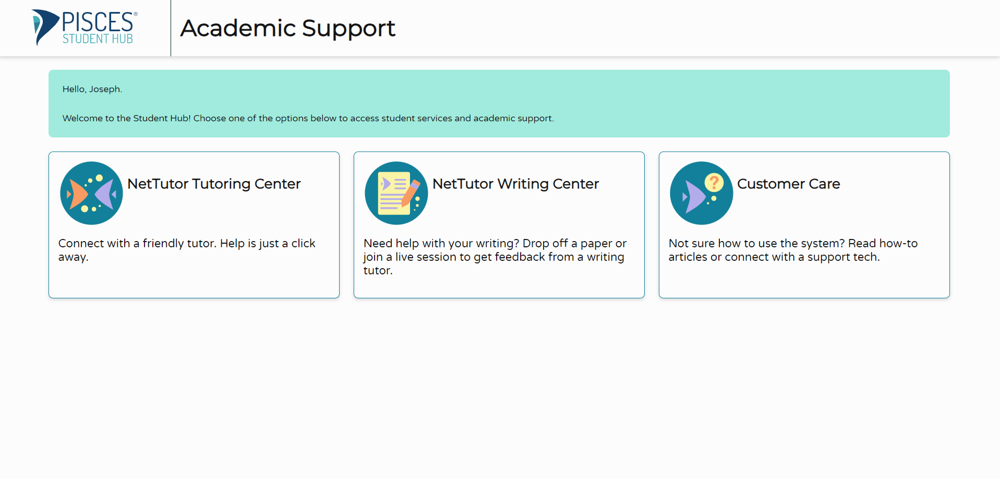 PISCES®
STUDENT HUB
Academic Support
Hello, Joseph.
Welcome to the Student Hub! Choose one of the options below to access student services and academic support.
NetTutor Tutoring Center
Connect with a friendly tutor. Help is just a click
away.
NetTutor Writing Center
Need help with your writing? Drop off a paper or
join a live session to get feedback from a writing
tutor.
?
Customer Care
Not sure how to use the system? Read how-to
articles or connect with a support tech.